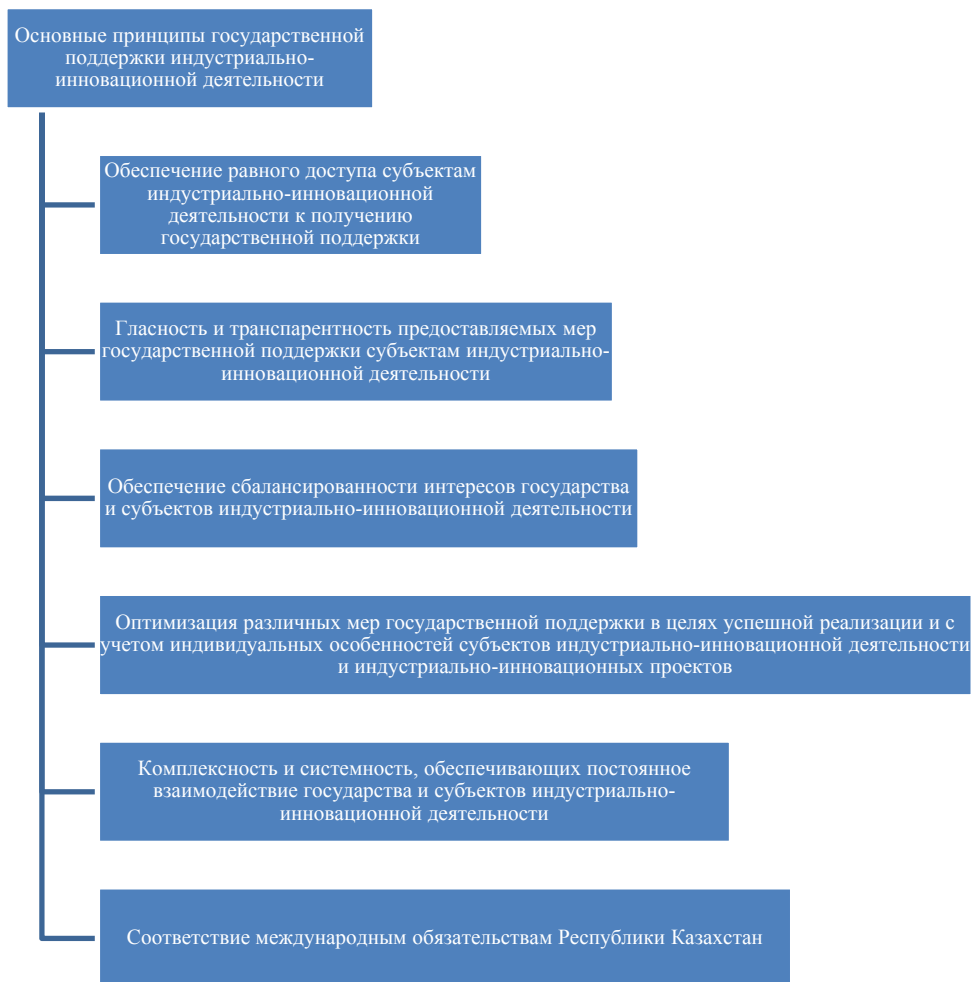 Основные принципы государственной
поддержки индустриально-
инновационной деятельности
Обеспечение равного доступа субъектам
индустриально-инновационной
деятельности к получению
государственной поддержки
Гласность и транспарентность предоставляемых мер
государственной поддержки субъектам индустриально-
инновационной деятельности
Обеспечение сбалансированности интересов государства
и субъектов индустриально-инновационной деятельности
Оптимизация различных мер государственной поддержки в целях успешной реализации и с
учетом индивидуальных особенностей субъектов индустриально-инновационной деятельности
и индустриально-инновационных проектов
Комплексность и системность, обеспечивающих постоянное
взаимодействие государства и субъектов индустриально-
инновационной деятельности
Соответствие международным обязательствам Республики Казахстан